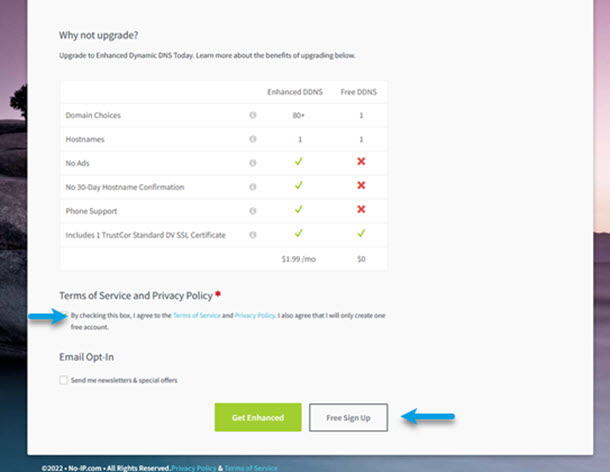 Why not upgrade?
Upgrade to Enhanced Dynamic DNS Today. Learn more about the benefits of upgrading below.
Enhanced DDNS Free DDNS
Domain Choices 80+ 1
Hostnames 1 1
No Ads
No 30-Day Hostname Confirmation
Phone Support
Includes 1 TrustCor Standard DV SSL Certificate
$1.99 /mo $0
Terms of Service and Privacy Policy *
By checking this box, I agree to the Terms of Service and Privacy Policy. I also agree that I will only create one
free account.
Email Opt-In
Send me newsletters & special offers
Get Enhanced Free Sign Up
©2022 • No-IP.com • All Rights Reserved.Privacy Policy & Terms of Service